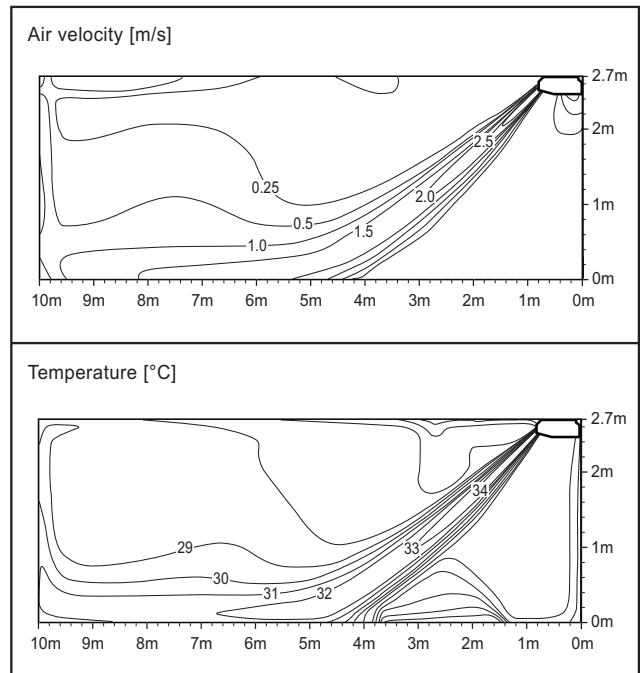 Air velocity [m/s]
2.7m
2m
2.5
0.25
2.0
1m
0.5
1.5
1.0
0m
10m 9m 8m 7m 6m 5m 4m 3m 2m 1m 0m
Temperature [°C]
2.7m
2m
34
29
33
1m
30
31
32
0m
10m 9m 8m 7m 6m 5m 4m 3m 2m 1m 0m